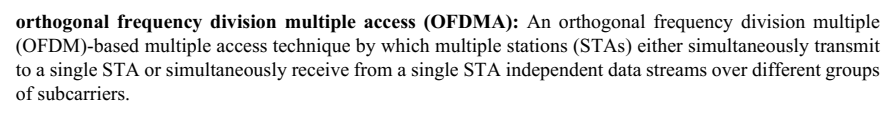 orthogonal frequency division multiple access (OFDMA): An orthogonal frequency division multiple
(OFDM)-based multiple access technique by which multiple stations (STAs) either simultaneously transmit
to a single STA or simultaneously receive from a single STA independent data streams over different groups
of subcarriers.